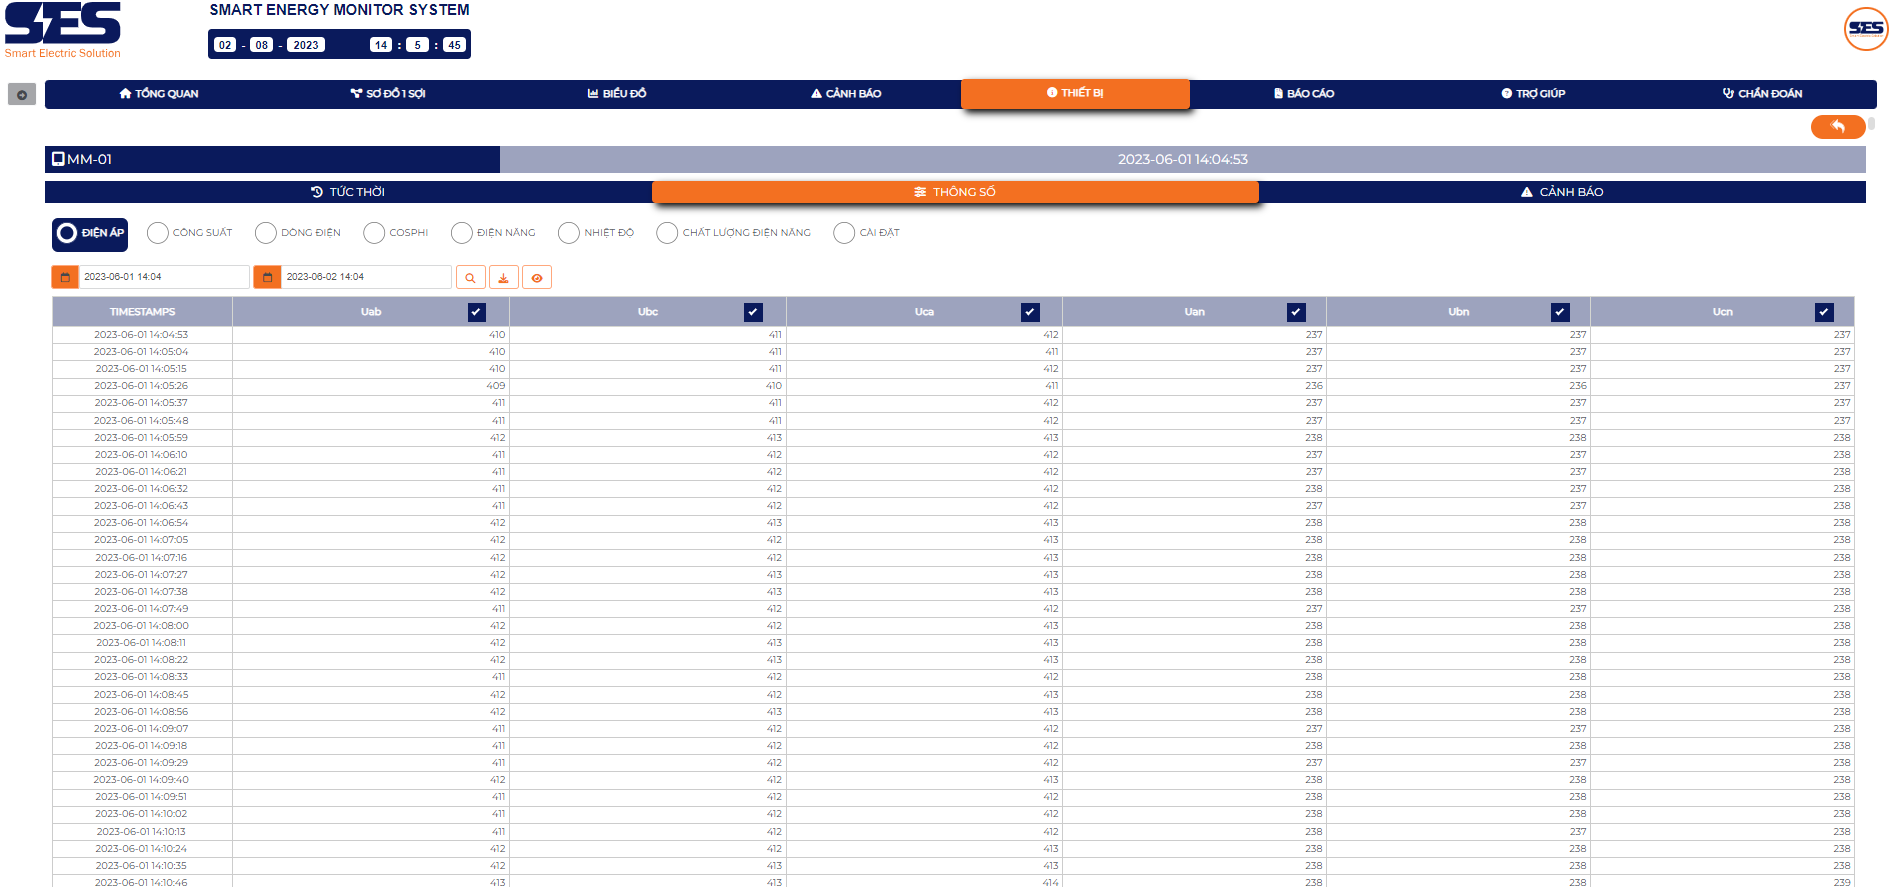 SES
Smart Electric Solution
SMART ENERGY MONITOR SYSTEM
02 - 08 - 2023 14 : 5 : 45
SES
TỔNG QUAN SƠ ĐỒ 1 SỢI BIỂU ĐỒ CẢNH BÁO THIẾT BỊ BÁO CÁO TRỢ GIÚP CHẨN ĐOÁN
MM-01 2023-06-01 14:04:53
TỨC THỜI THÔNG SỐ CẢNH BÁO
ĐIỆN ÁP CÔNG SUẤT DÒNG ĐIỆN COSPHI ĐIỆN NĂNG NHIỆT ĐỘ CHẤT LƯỢNG ĐIỆN NĂNG CÀI ĐẶT
2023-06-01 14:04 2023-06-02 14:04
TIMESTAMPS Uab Ubc Uca Uan Ubn Ucn
2023-06-01 14:04:53 410 411 412 237 237 237
2023-06-01 14:05:04 410 411 411 237 237 237
2023-06-01 14:05:15 410 411 412 237 237 237
2023-06-01 14:05:26 409 410 411 236 236 237
2023-06-01 14:05:37 411 411 412 237 237 237
2023-06-01 14:05:48 411 411 412 237 237 237
2023-06-01 14:05:59 412 413 413 238 238 238
2023-06-01 14:06:10 411 412 412 237 237 238
2023-06-01 14:06:21 411 412 412 237 237 238
2023-06-01 14:06:32 411 412 412 238 237 238
2023-06-01 14:06:43 411 412 412 237 237 238
2023-06-01 14:06:54 412 413 413 238 238 238
2023-06-01 14:07:05 412 412 413 238 238 238
2023-06-01 14:07:16 412 412 413 238 238 238
2023-06-01 14:07:27 412 413 413 238 238 238
2023-06-01 14:07:38 412 413 413 238 238 238
2023-06-01 14:07:49 411 412 412 237 237 238
2023-06-01 14:08:00 412 412 413 238 238 238
2023-06-01 14:08:11 412 413 413 238 238 238
2023-06-01 14:08:22 412 413 413 238 238 238
2023-06-01 14:08:33 411 412 412 238 238 238
2023-06-01 14:08:45 412 412 413 238 238 238
2023-06-01 14:08:56 412 413 413 238 238 238
2023-06-01 14:09:07 411 412 412 237 237 238
2023-06-01 14:09:18 411 412 412 238 238 238
2023-06-01 14:09:29 411 412 412 237 237 238
2023-06-01 14:09:40 412 412 413 238 238 238
2023-06-01 14:09:51 411 412 412 238 238 238
2023-06-01 14:10:02 411 412 412 238 238 238
2023-06-01 14:10:13 411 412 412 238 237 238
2023-06-01 14:10:24 412 412 413 238 238 238
2023-06-01 14:10:35 412 413 413 238 238 238
2023-06-01 14:10:46 413 413 414 238 238 239